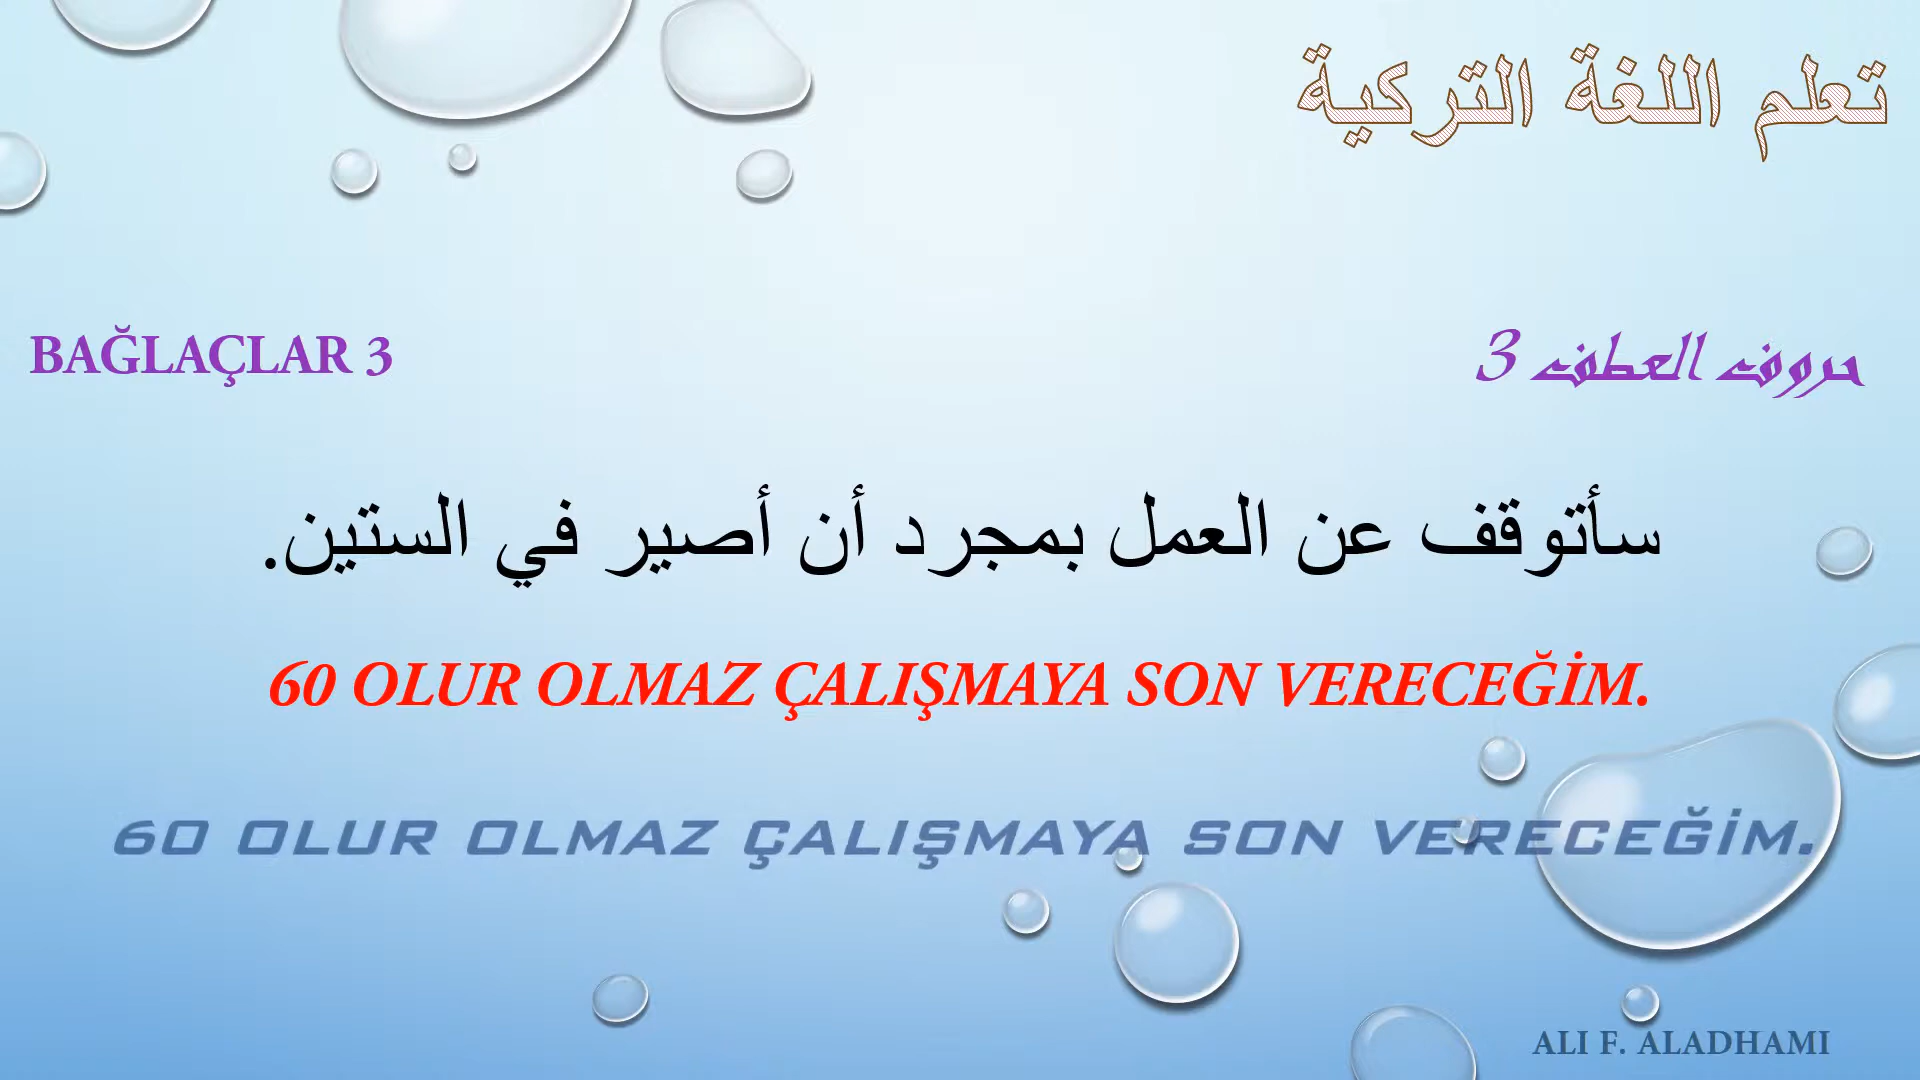 تعلم اللغة التركية
BAĞLAÇLAR 3
حروف العطف 3
سأتوقف عن العمل بمجرد أن أصير في الستين.
60 OLUR OLMAZ ÇALIŞMAYA SON VERECEĞİM.
60 OLUR OLMAZ ÇALIŞMAYA SON VERECEĞİM.
ALI F. ALADHAMI